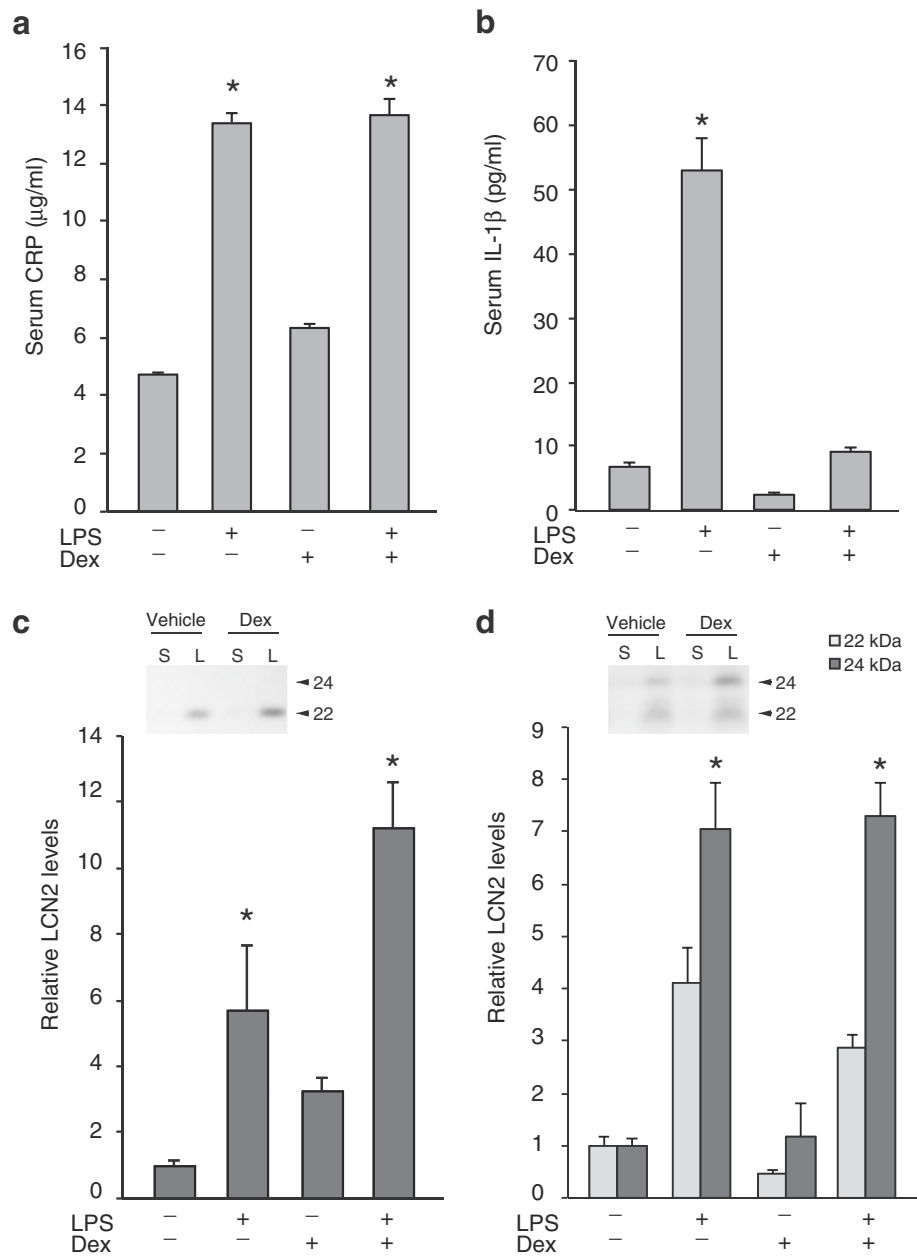 a
Serum CRP (μg/ml)
16
14
12
10
8
6
4
2
0
*
*
LPS − + − +
Dex − − + +
b
Serum IL-1β (pg/ml)
70
60
50
40
30
20
10
0
*
LPS − + − +
Dex − − + +
c
Vehicle Dex
S L S L
24
22
Relative LCN2 levels
14
12
10
8
6
4
2
0
*
*
LPS − + − +
Dex − − + +
d
Vehicle Dex
S L S L
24
22
22 kDa
24 kDa
Relative LCN2 levels
9
8
7
6
5
4
3
2
1
0
*
*
LPS − + − +
Dex − − + +